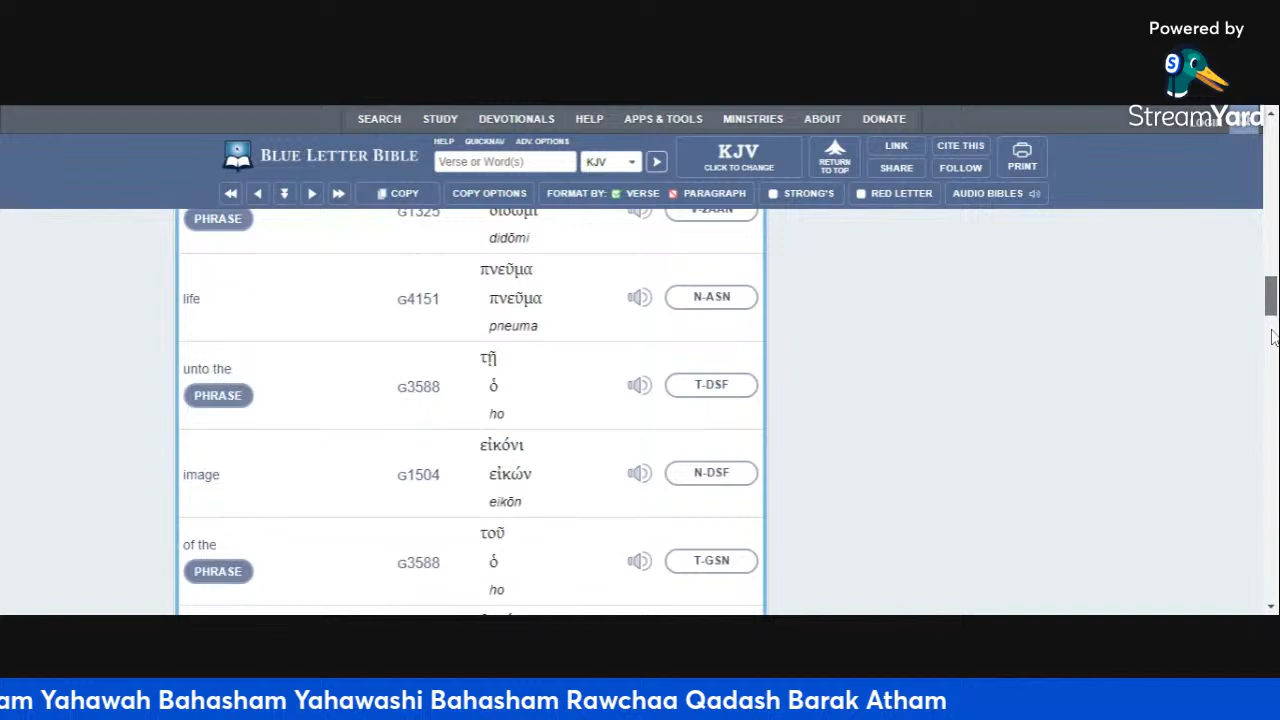 Powered by
S
StreamYard
SEARCH STUDY DEVOTIONALS HELP APPS & TOOLS MINISTRIES ABOUT DONATE
HELP QUICKNAV ADV. OPTIONS
BLUE LETTER BIBLE
Verse or Word(s) KJV
KJV
CLICK TO CHANGE
RETURN
TO TOP
LINK CITE THIS
SHARE FOLLOW
PRINT
COPY COPY OPTIONS FORMAT BY: VERSE PARAGRAPH STRONG'S RED LETTER AUDIO BIBLES
PHRASE G1325 δίδωμι V-2AAN
didōmi
πνεῦμα
life G4151 πνεῦμα N-ASN
pneuma
τῇ
unto the
PHRASE G3588 ὁ T-DSF
ho
εἰκόνι
image G1504 εἰκών N-DSF
eikōn
τοῦ
of the
PHRASE G3588 ὁ T-GSN
ho
am Yahawah Bahasham Yahawashi Bahasham Rawchaa Qadash Barak Atham